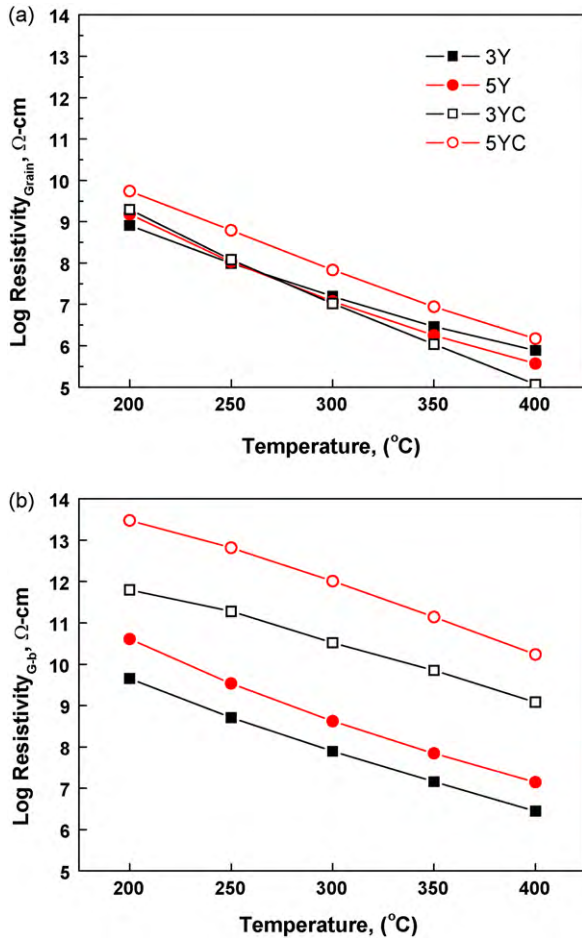 (a)
14
13
12
11
10
9
8
7
6
5
Log Resistivity_Grain, Ω-cm
3Y
5Y
3YC
5YC
200 250 300 350 400
Temperature, (°C)
(b)
14
13
12
11
10
9
8
7
6
5
Log Resistivity_G-b, Ω-cm
200 250 300 350 400
Temperature, (°C)